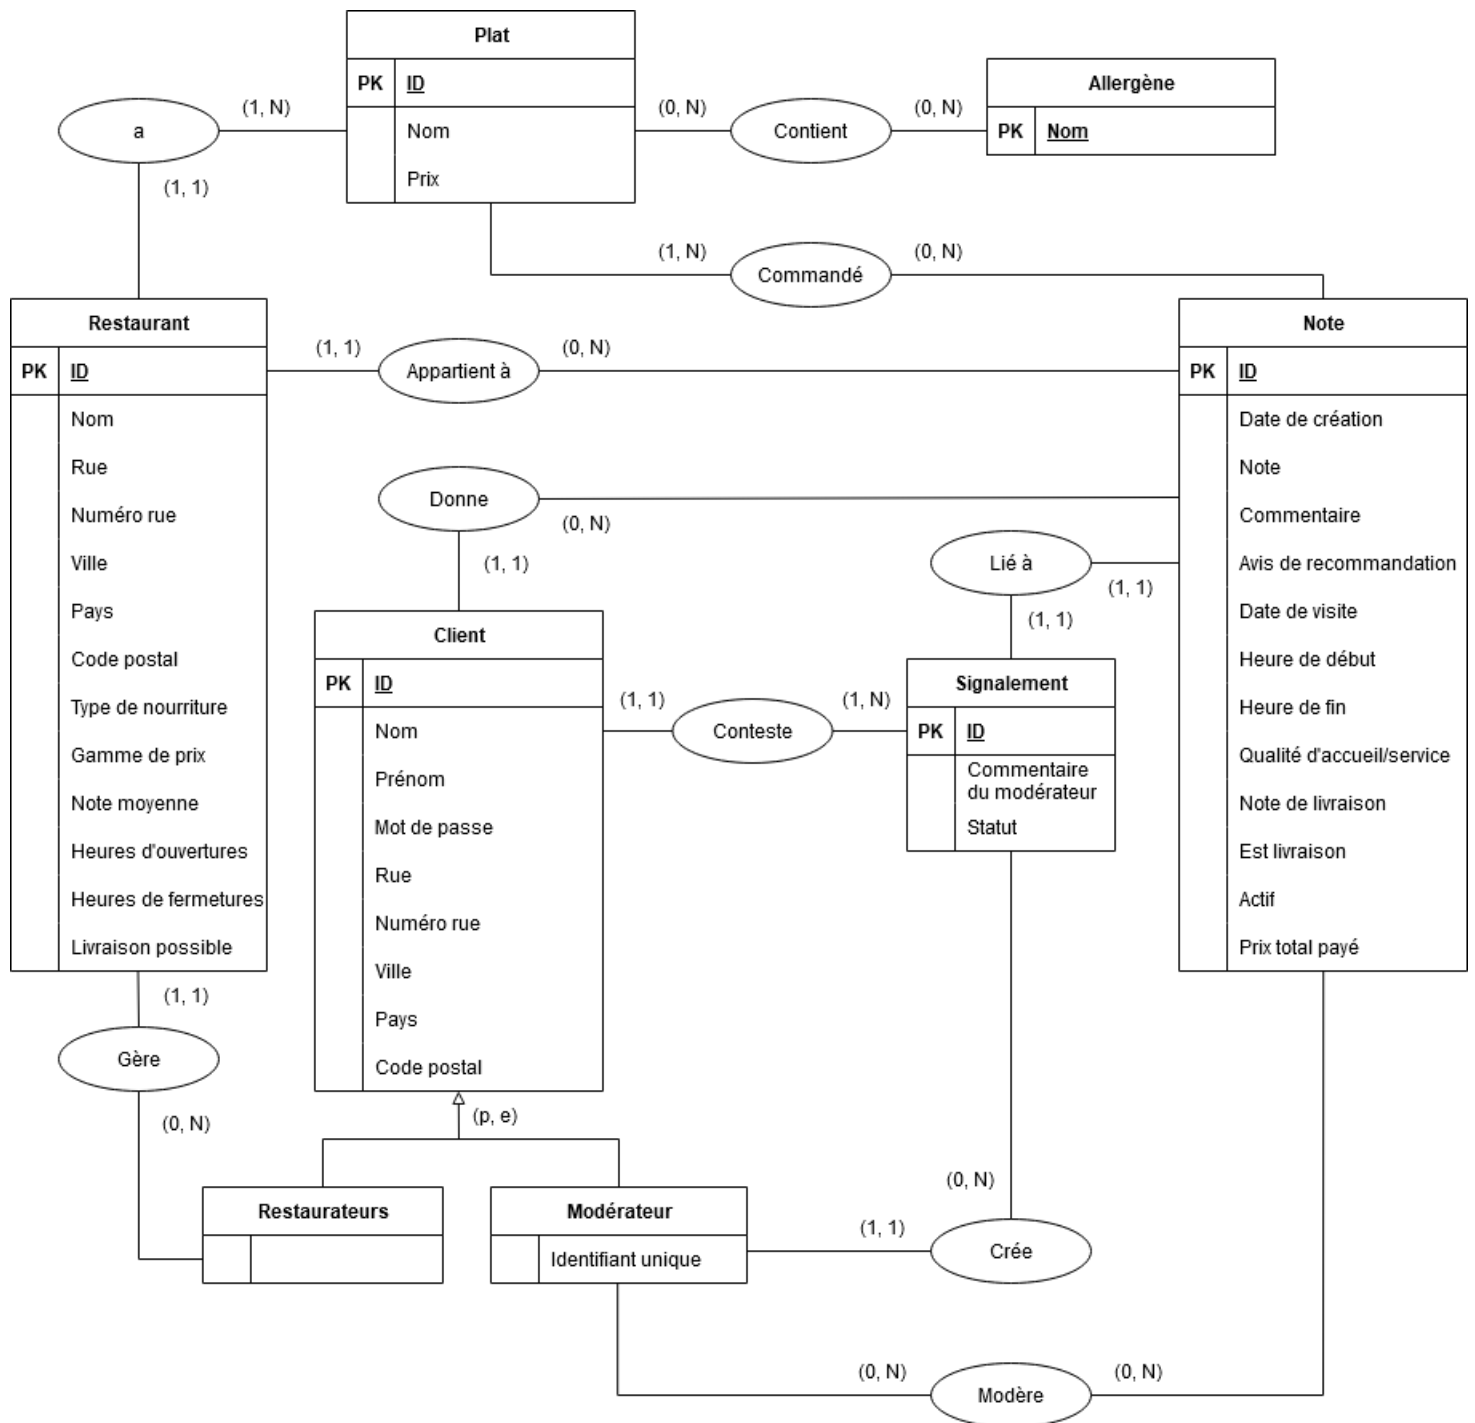 Plat
PK ID
Nom
Prix
Allergène
PK Nom
a
(1, N)
(1, 1)
(0, N)
Contient
(0, N)
(1, N)
Commandé
(0, N)
Restaurant
PK ID
Nom
Rue
Numéro rue
Ville
Pays
Code postal
Type de nourriture
Gamme de prix
Note moyenne
Heures d'ouvertures
Heures de fermetures
Livraison possible
(1, 1)
Appartient à
(0, N)
Note
PK ID
Date de création
Note
Commentaire
Avis de recommandation
Date de visite
Heure de début
Heure de fin
Qualité d'accueil/service
Note de livraison
Est livraison
Actif
Prix total payé
Donne
(0, N)
(1, 1)
Lié à
(1, 1)
(1, 1)
Client
PK ID
Nom
Prénom
Mot de passe
Rue
Numéro rue
Ville
Pays
Code postal
(1, 1)
Conteste
(1, N)
Signalement
PK ID
Commentaire
du modérateur
Statut
(1, 1)
Gère
(0, N)
(p, e)
Restaurateurs
Modérateur
Identifiant unique
(0, N)
(1, 1)
Crée
(0, N)
Modère
(0, N)